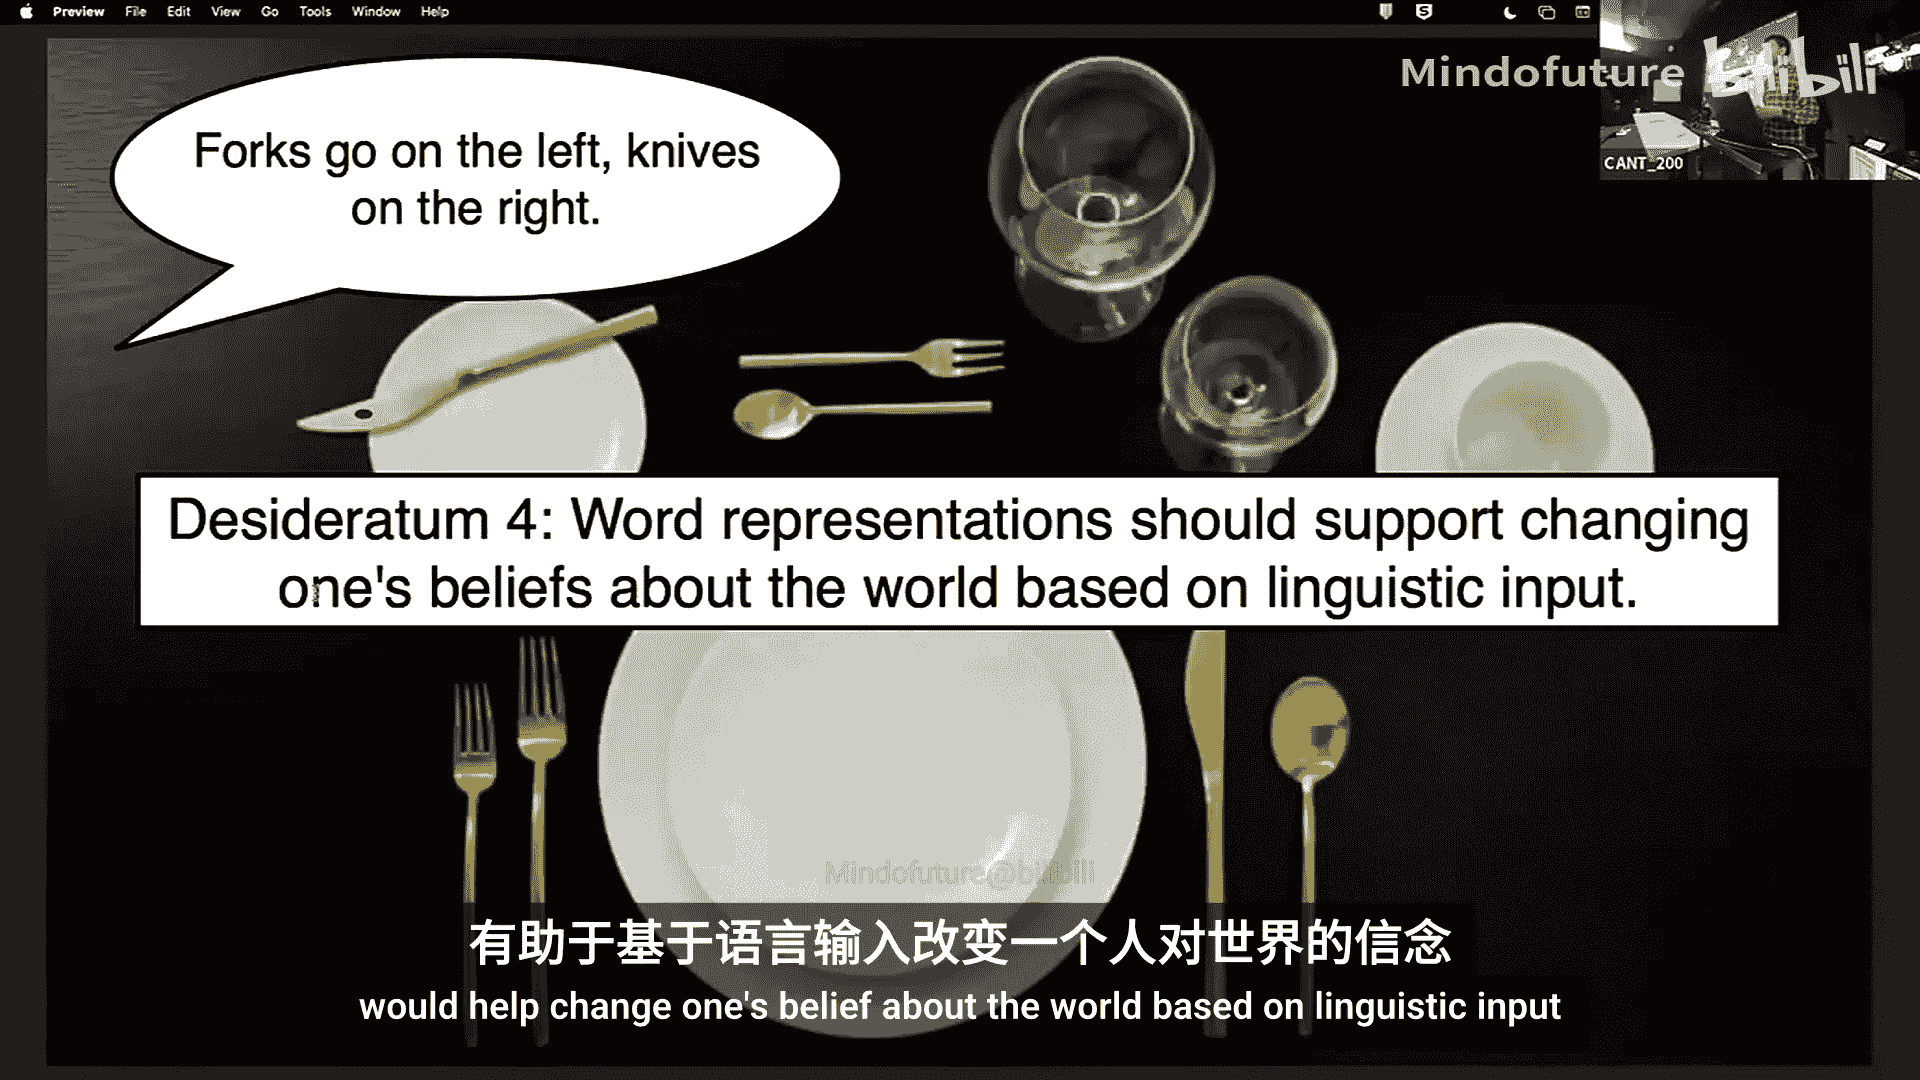 Preview File Edit View Go Tools Window Help
Mindofuture bilibili
CANT_200
Forks go on the left, knives
on the right.
Desideratum 4: Word representations should support changing
one's beliefs about the world based on linguistic input.
Mindofuture@bilibili
有助于基于语言输入改变一个人对世界的信念
would help change one's belief about the world based on linguistic input